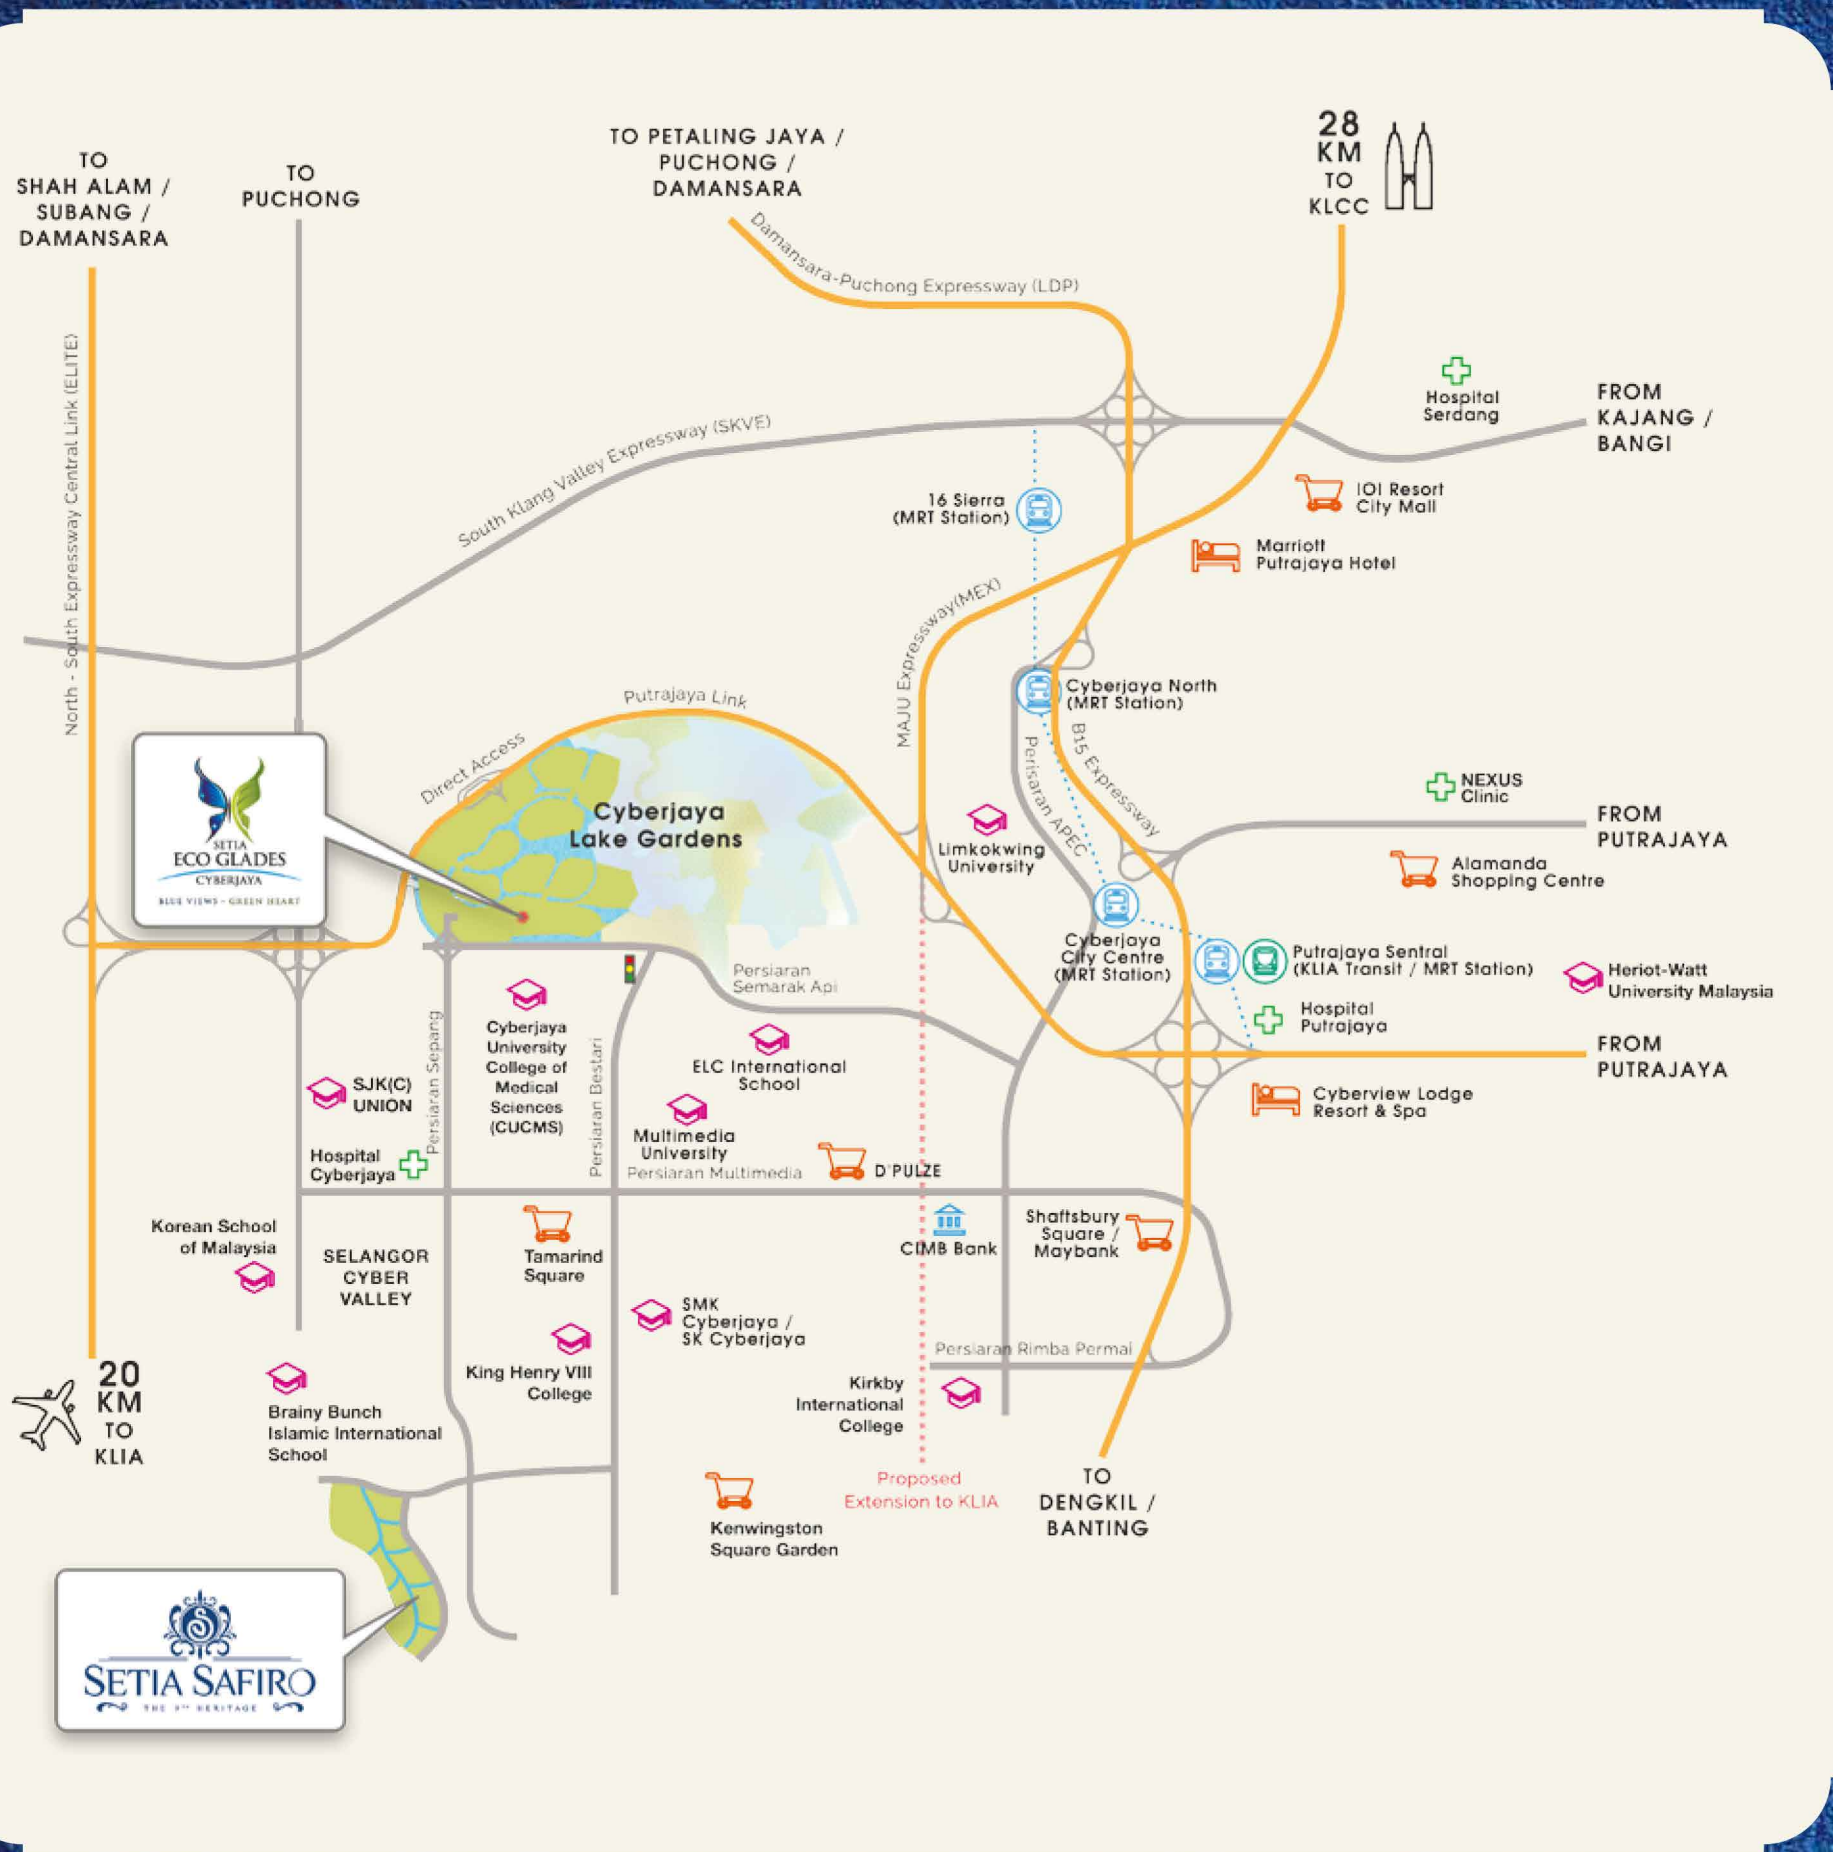 TO
SHAH ALAM /
SUBANG /
DAMANSARA
TO
PUCHONG
TO PETALING JAYA /
PUCHONG /
DAMANSARA
28
KM
TO
KLCC
Damansara-Puchong Expressway (LDP)
North - South Expressway Central Link (ELITE)
South Klang Valley Expressway (SKVE)
Hospital
Serdang
FROM
KAJANG /
BANGI
16 Sierra
(MRT Station)
IOI Resort
City Mall
Marriott
Putrajaya Hotel
MAJU Expressway(MEX)
Putrajaya Link
Direct Access
Cyberjaya North
(MRT Station)
Perisaran APEC
B15 Expressway
SETIA
ECO GLADES
CYBERJAYA
BLUE VIEWS - GREEN HEART
Cyberjaya
Lake Gardens
Limkokwing
University
NEXUS
Clinic
FROM
PUTRAJAYA
Alamanda
Shopping Centre
Cyberjaya
City Centre
(MRT Station)
Putrajaya Sentral
(KLIA Transit / MRT Station)
Heriot-Watt
University Malaysia
Persiaran
Semarak Api
Hospital
Putrajaya
FROM
PUTRAJAYA
Persiaran Sepang
Cyberjaya
University
College of
Medical
Sciences
(CUCMS)
Persiaran Bestari
ELC International
School
SJK(C)
UNION
Cyberview Lodge
Resort & Spa
Multimedia
University
Persiaran Multimedia
Hospital
Cyberjaya
D'PULZE
Korean School
of Malaysia
SELANGOR
CYBER
VALLEY
Tamarind
Square
CIMB Bank
Shaftsbury
Square /
Maybank
SMK
Cyberjaya /
SK Cyberjaya
King Henry VIII
College
Persiaran Rimba Permai
20
KM
TO
KLIA
Brainy Bunch
Islamic International
School
Kirkby
International
College
Proposed
Extension to KLIA
TO
DENGKIL /
BANTING
Kenwingston
Square Garden
S
SETIA SAFIRO